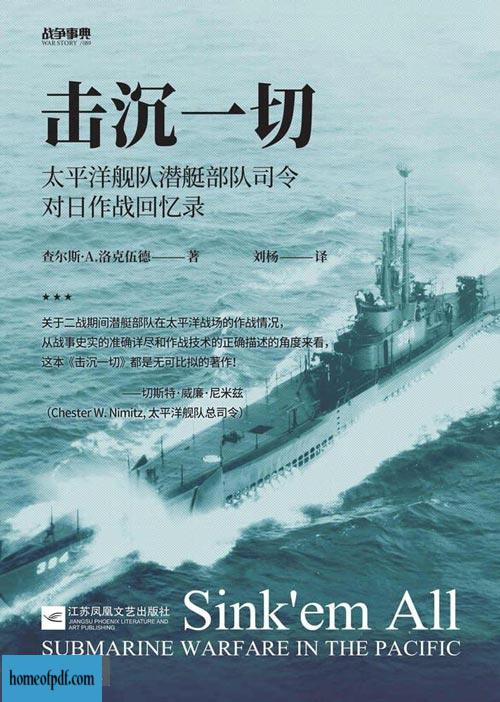 战争事典
WAR STORY /089
击沉一切
太平洋舰队潜艇部队司令
对日作战回忆录
查尔斯·A.洛克伍德——著 刘杨——译
★★★
关于二战期间潜艇部队在太平洋战场的作战情况，
从战事史实的准确详尽和作战技术的正确描述的角度来看，
这本《击沉一切》都是无可比拟的著作！
——切斯特·威廉·尼米兹
（Chester W. Nimitz, 太平洋舰队总司令）
394
江苏凤凰文艺出版社
JIANGSU PHOENIX LITERATURE AND
ART PUBLISHING
Sink'em All
SUBMARINE WARFARE IN THE PACIFIC
homeofpdf.com